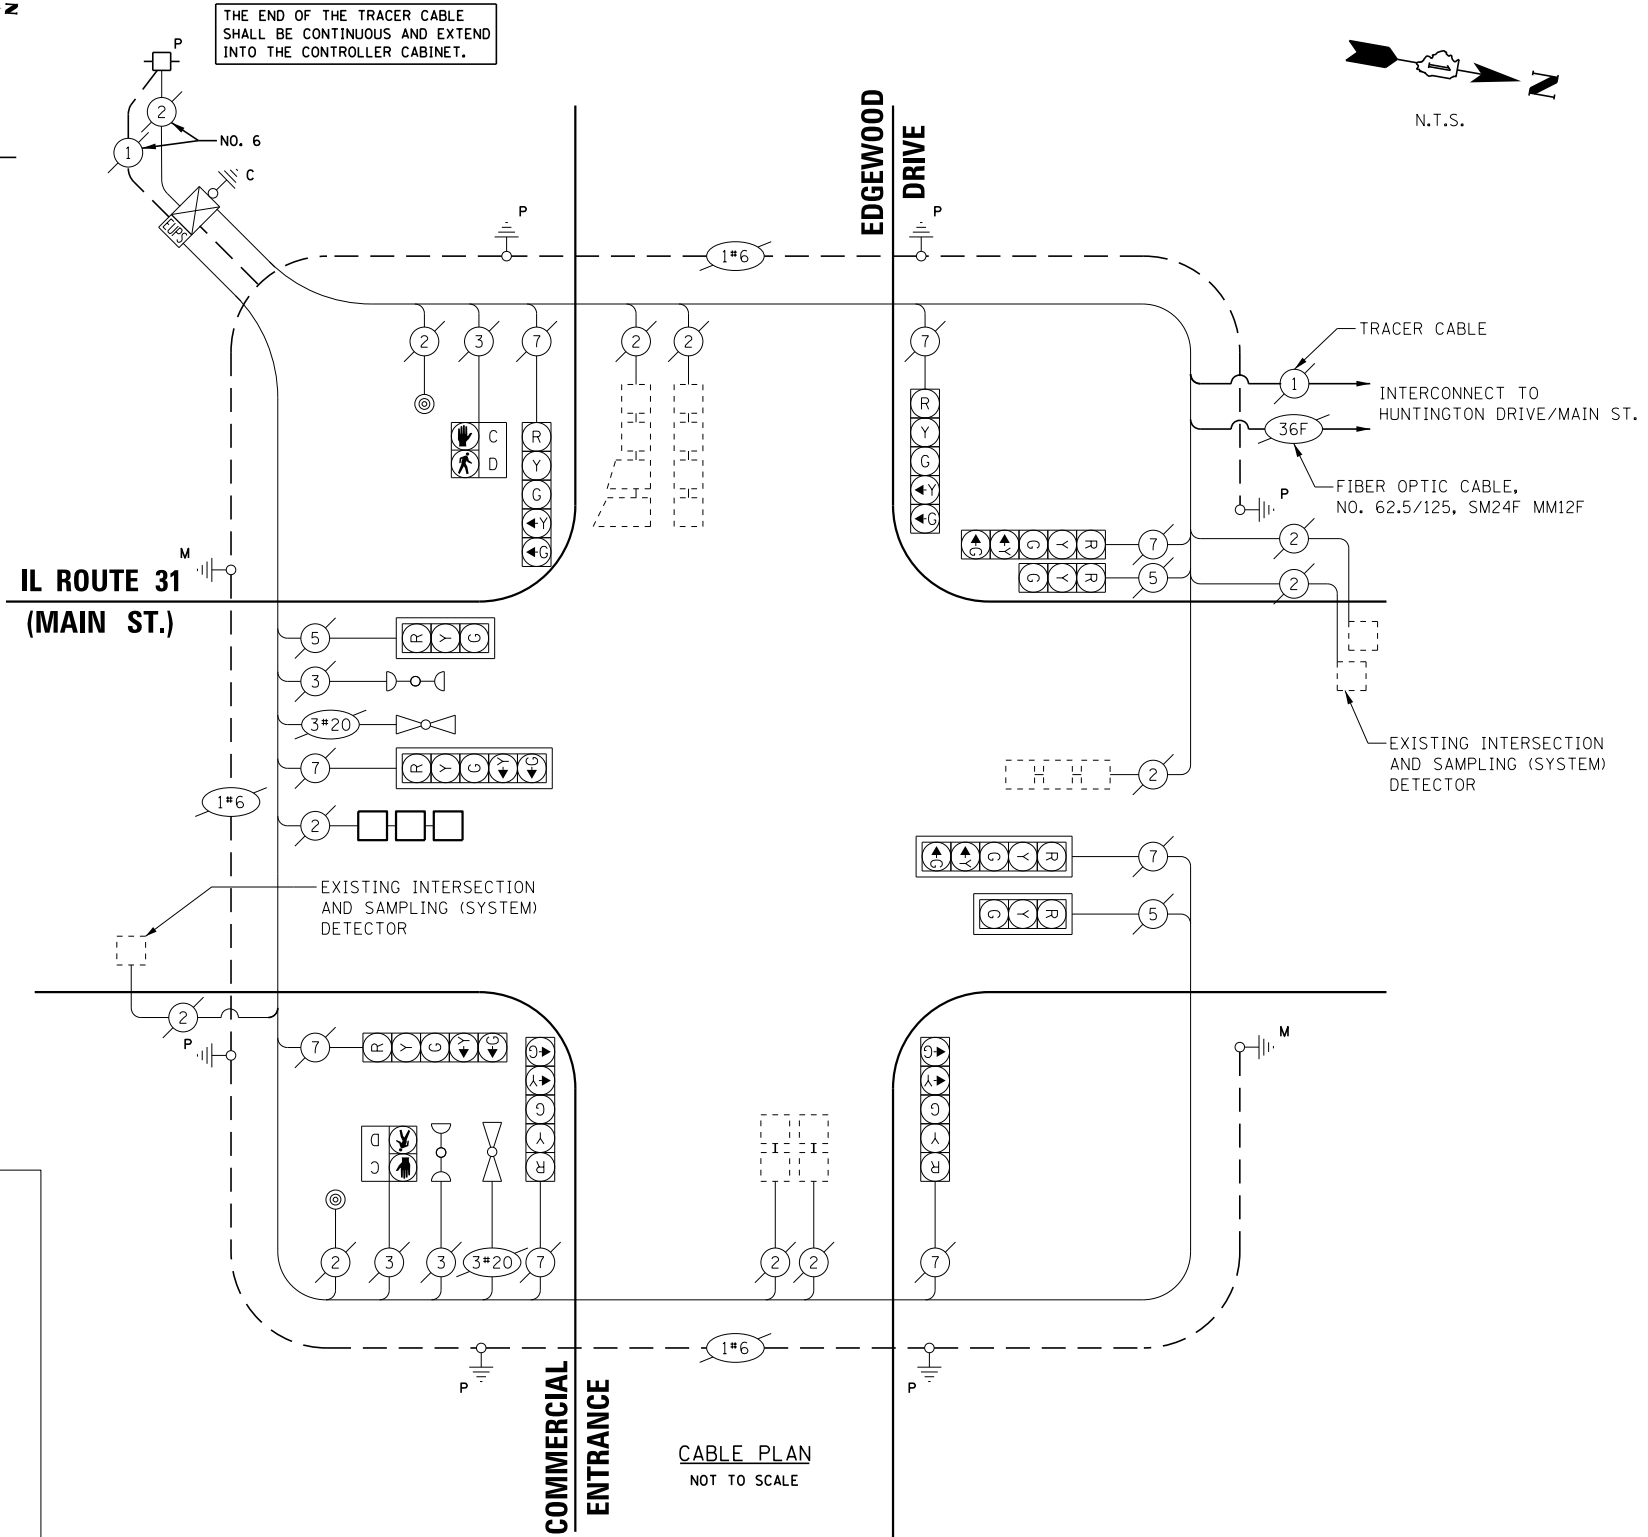 N
THE END OF THE TRACER CABLE
SHALL BE CONTINUOUS AND EXTEND
INTO THE CONTROLLER CABINET.
P
2
1
NO. 6
C
EUPS
EDGEWOOD
DRIVE
N
N.T.S.
P
1#6
P
2
3
7
2
2
7
C
D
R
Y
G
Y
G
R
Y
G
Y
G
TRACER CABLE
1
INTERCONNECT TO
HUNTINGTON DRIVE/MAIN ST.
36F
FIBER OPTIC CABLE,
NO. 62.5/125, SM24F MM12F
P
G Y G Y R
7
2
G Y R
5
2
M
IL ROUTE 31
(MAIN ST.)
5
R Y G
3
3#20
7
R Y G Y G
1#6
2
EXISTING INTERSECTION
AND SAMPLING (SYSTEM)
DETECTOR
2
EXISTING INTERSECTION
AND SAMPLING (SYSTEM)
DETECTOR
G Y G Y R
7
G Y R
5
2
P
7
R Y G Y G
G
Y
G
Y
R
G
Y
G
Y
R
M
D
C
2
3
3
3#20
7
2
2
7
1#6
P
P
COMMERCIAL
ENTRANCE
CABLE PLAN
NOT TO SCALE